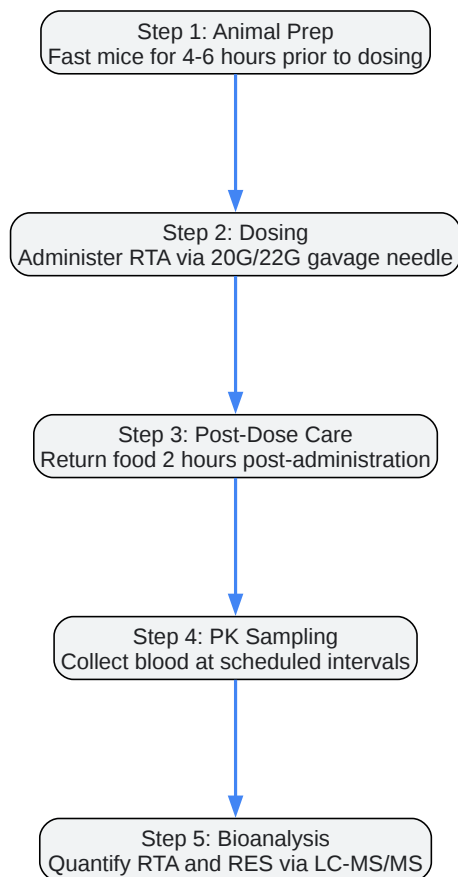 Step 1: Animal Prep
Fast mice for 4-6 hours prior to dosing
Step 2: Dosing
Administer RTA via 20G/22G gavage needle
Step 3: Post-Dose Care
Return food 2 hours post-administration
Step 4: PK Sampling
Collect blood at scheduled intervals
Step 5: Bioanalysis
Quantify RTA and RES via LC-MS/MS